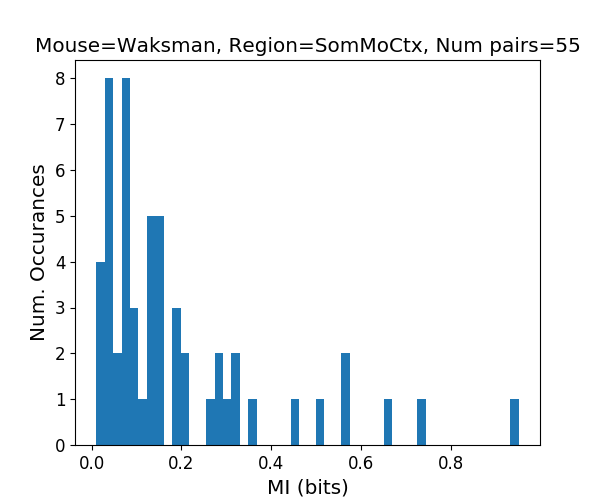 Mouse=Waksman, Region=SomMoCtx, Num pairs=55
8
7
6
5
4
3
2
1
0
Num. Occurances
0.0 0.2 0.4 0.6 0.8
MI (bits)